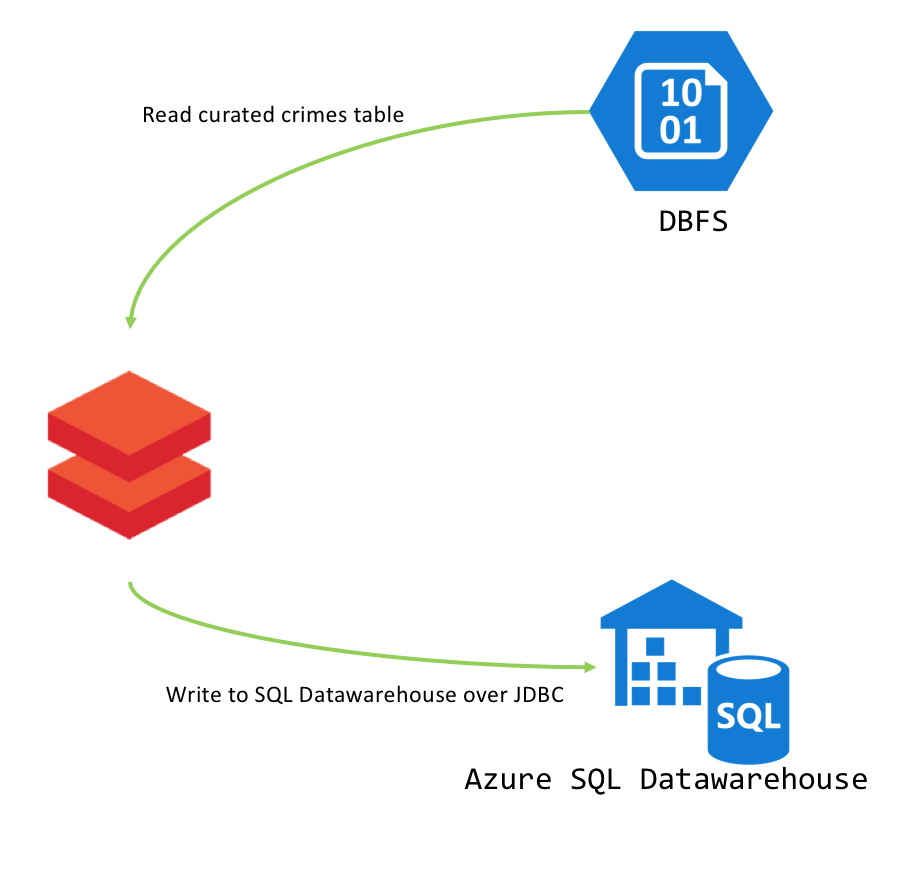 10
01
Read curated crimes table
DBFS
Write to SQL Datawarehouse over JDBC
SQL
Azure SQL Datawarehouse